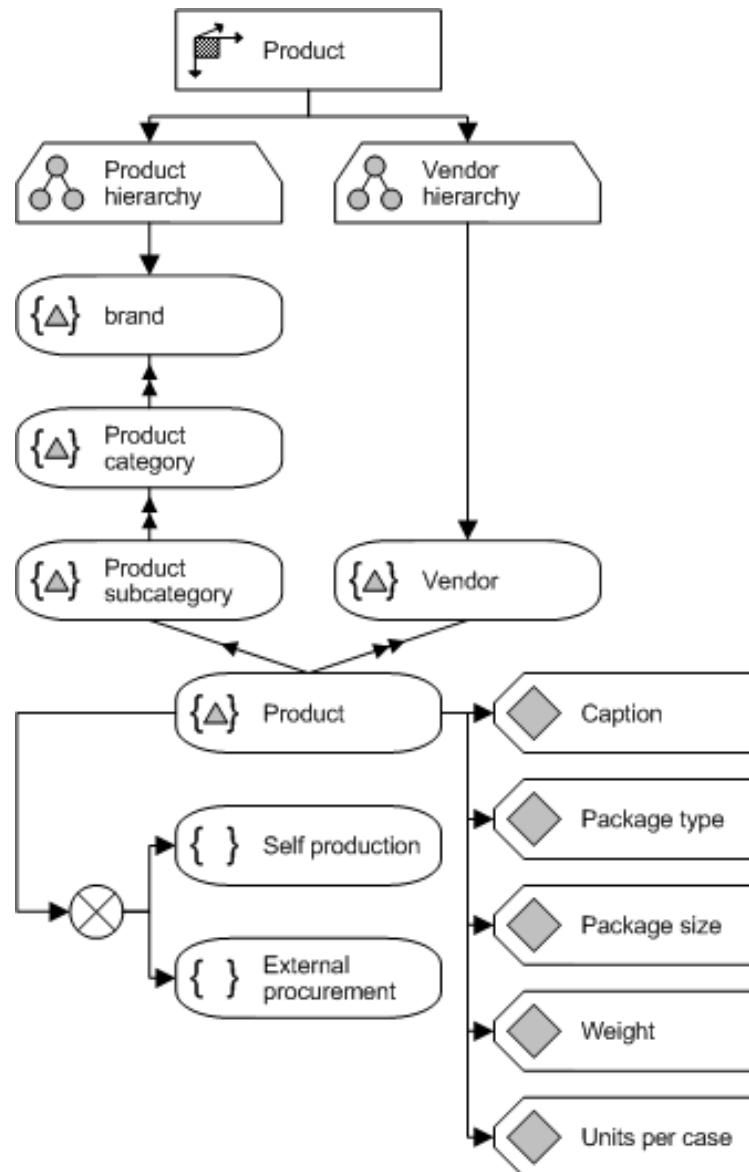 Product
Product
hierarchy
Vendor
hierarchy
{ } brand
{ } Product
category
{ } Product
subcategory
{ } Vendor
{ } Product
Caption
Package type
{ } Self production
Package size
{ } External
procurement
Weight
Units per case